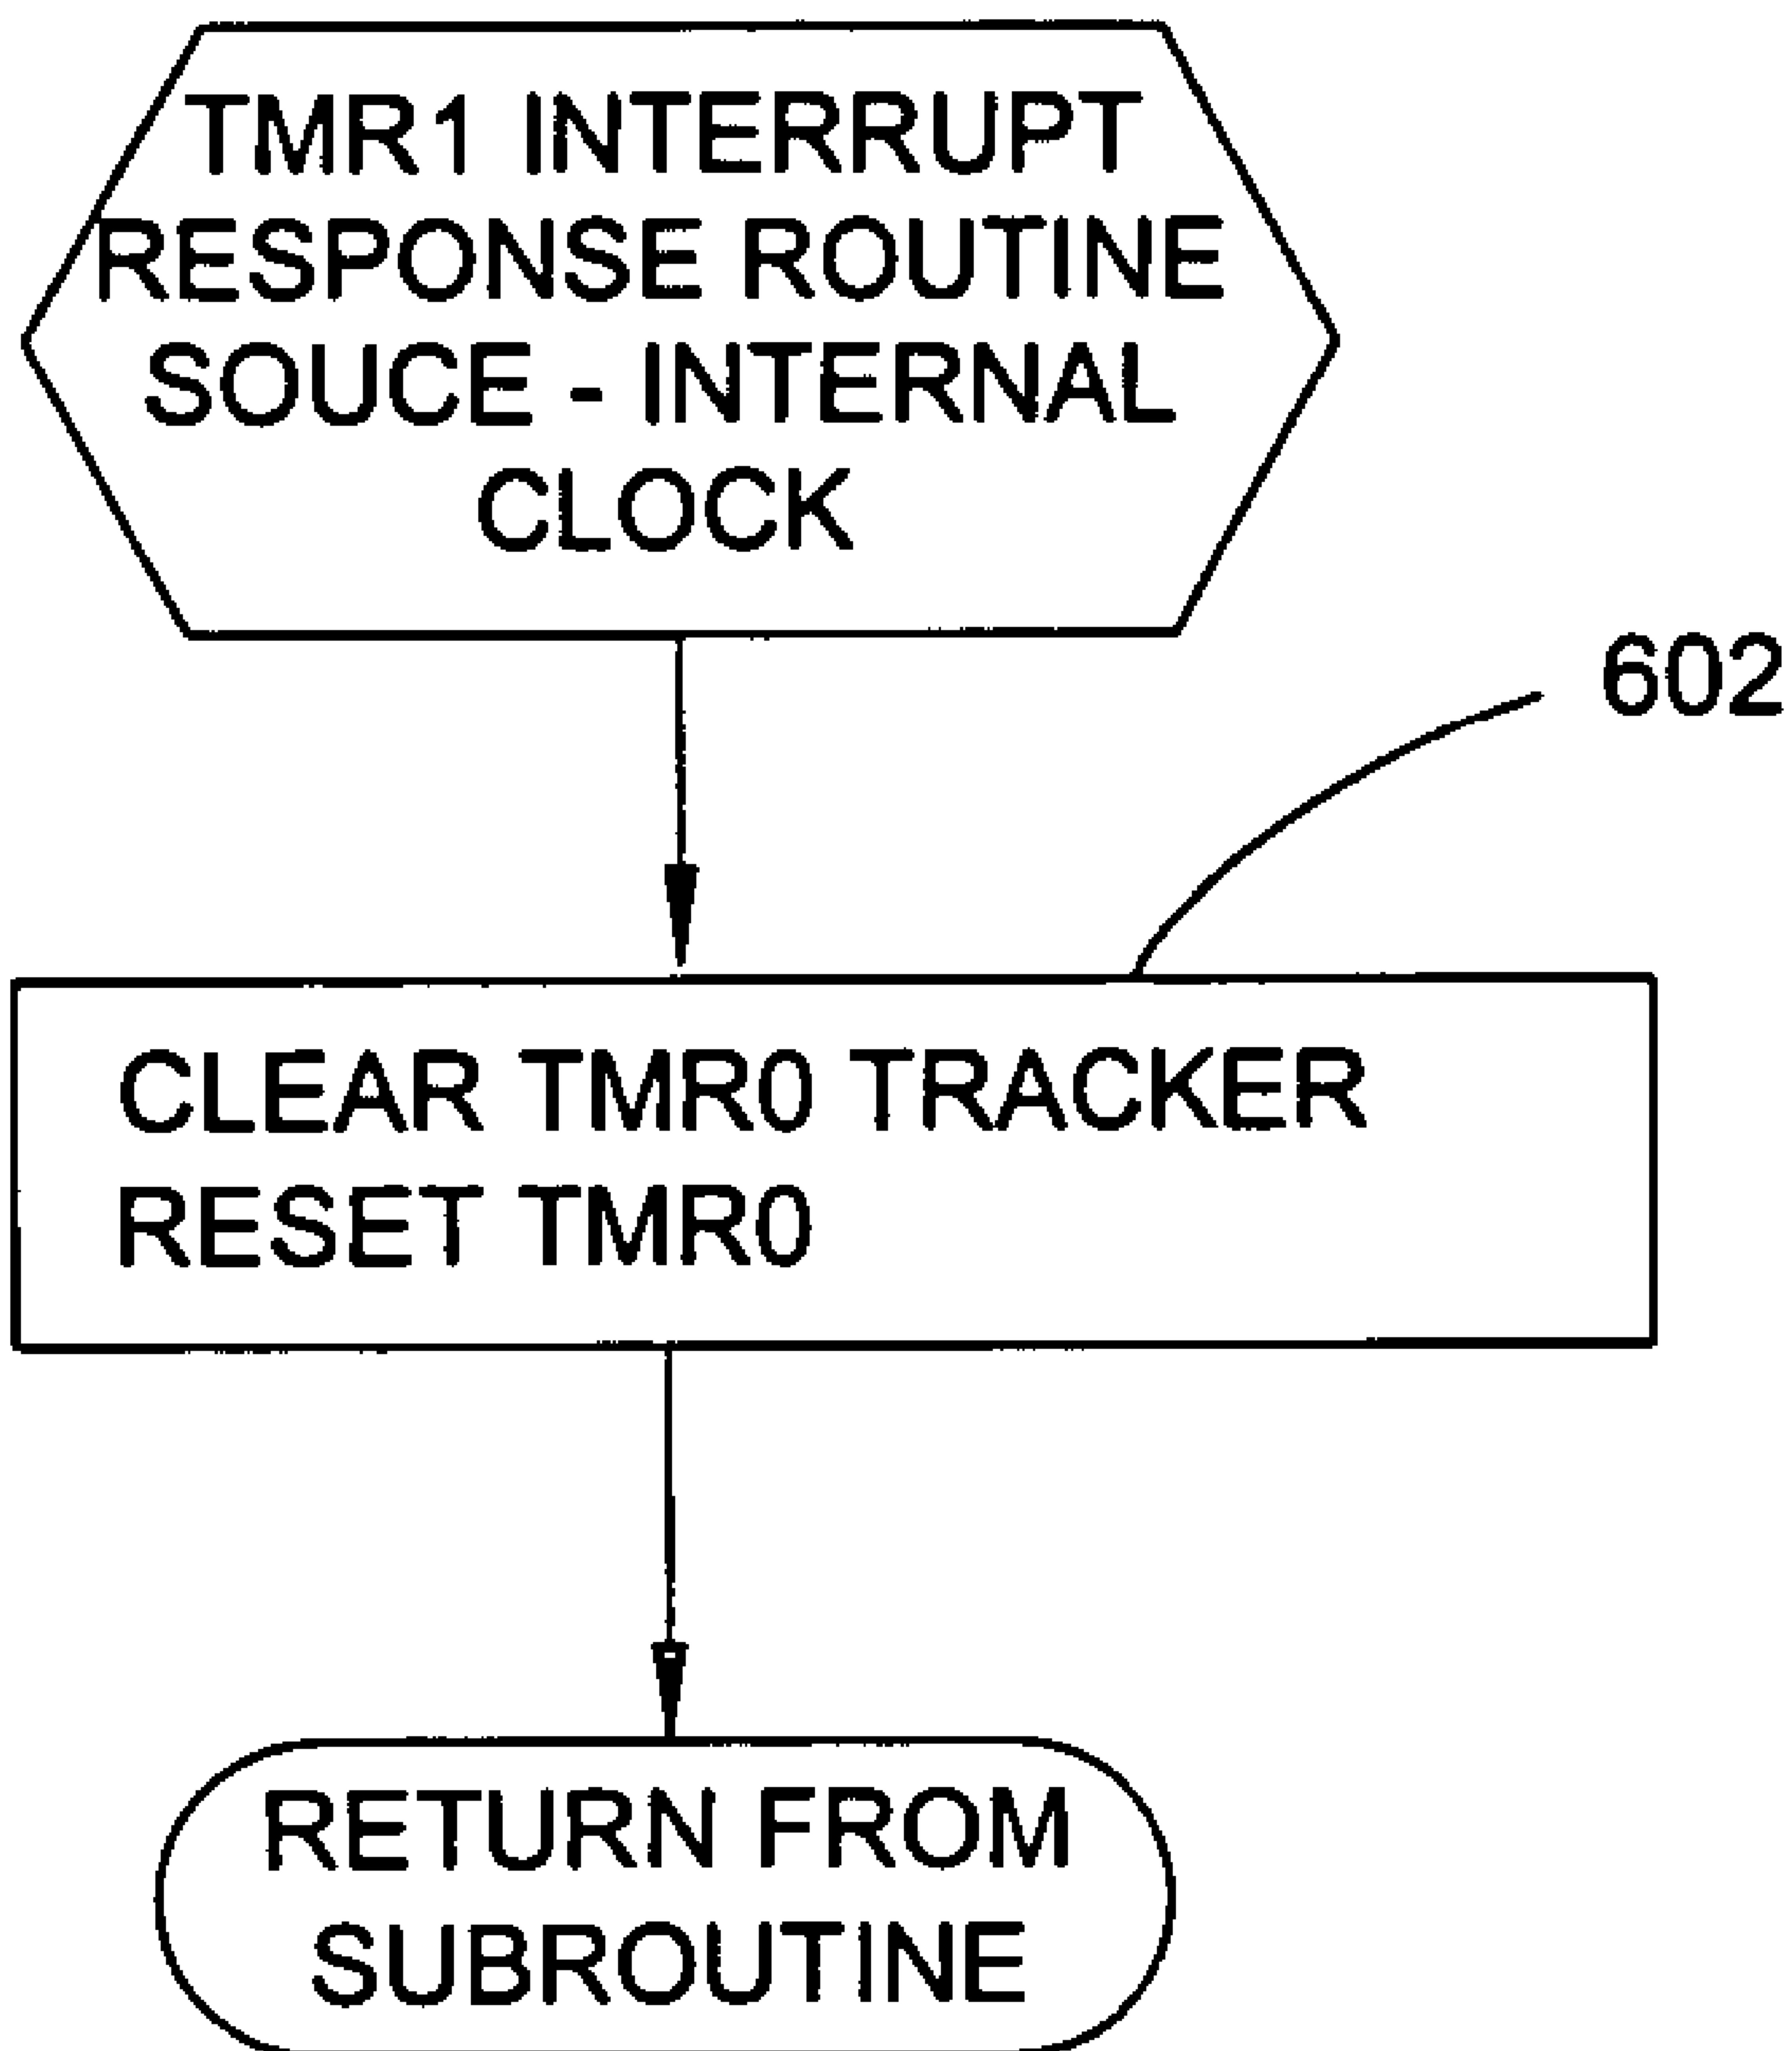 TMR1 INTERRUPT
RESPONSE ROUTINE
SOUCE - INTERNAL
CLOCK
602
CLEAR TMR0 TRACKER
RESET TMR0
RETURN FROM
SUBROUTINE